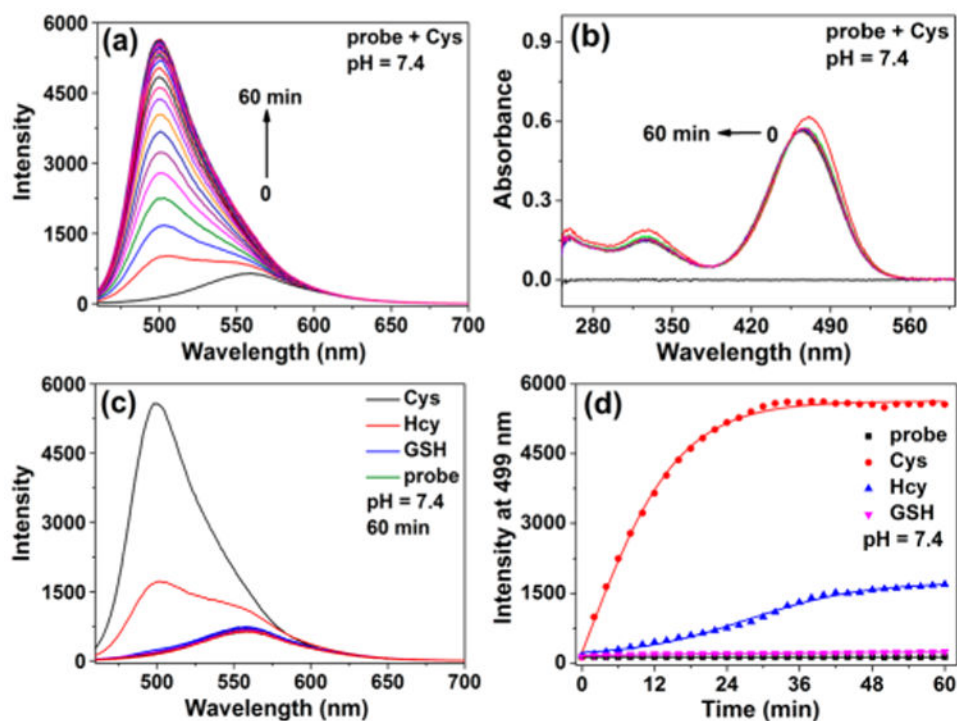 (a)
probe + Cys
pH = 7.4
60 min
0
6000
4500
3000
1500
0
Intensity
500 550 600 650 700
Wavelength (nm)
(b)
probe + Cys
pH = 7.4
60 min
0
0.9
0.6
0.3
0.0
Absorbance
280 350 420 490 560
Wavelength (nm)
(c)
Cys
Hcy
GSH
probe
pH = 7.4
60 min
6000
4500
3000
1500
0
Intensity
500 550 600 650 700
Wavelength (nm)
(d)
probe
Cys
Hcy
GSH
pH = 7.4
6000
4500
3000
1500
0
Intensity at 499 nm
0 12 24 36 48 60
Time (min)